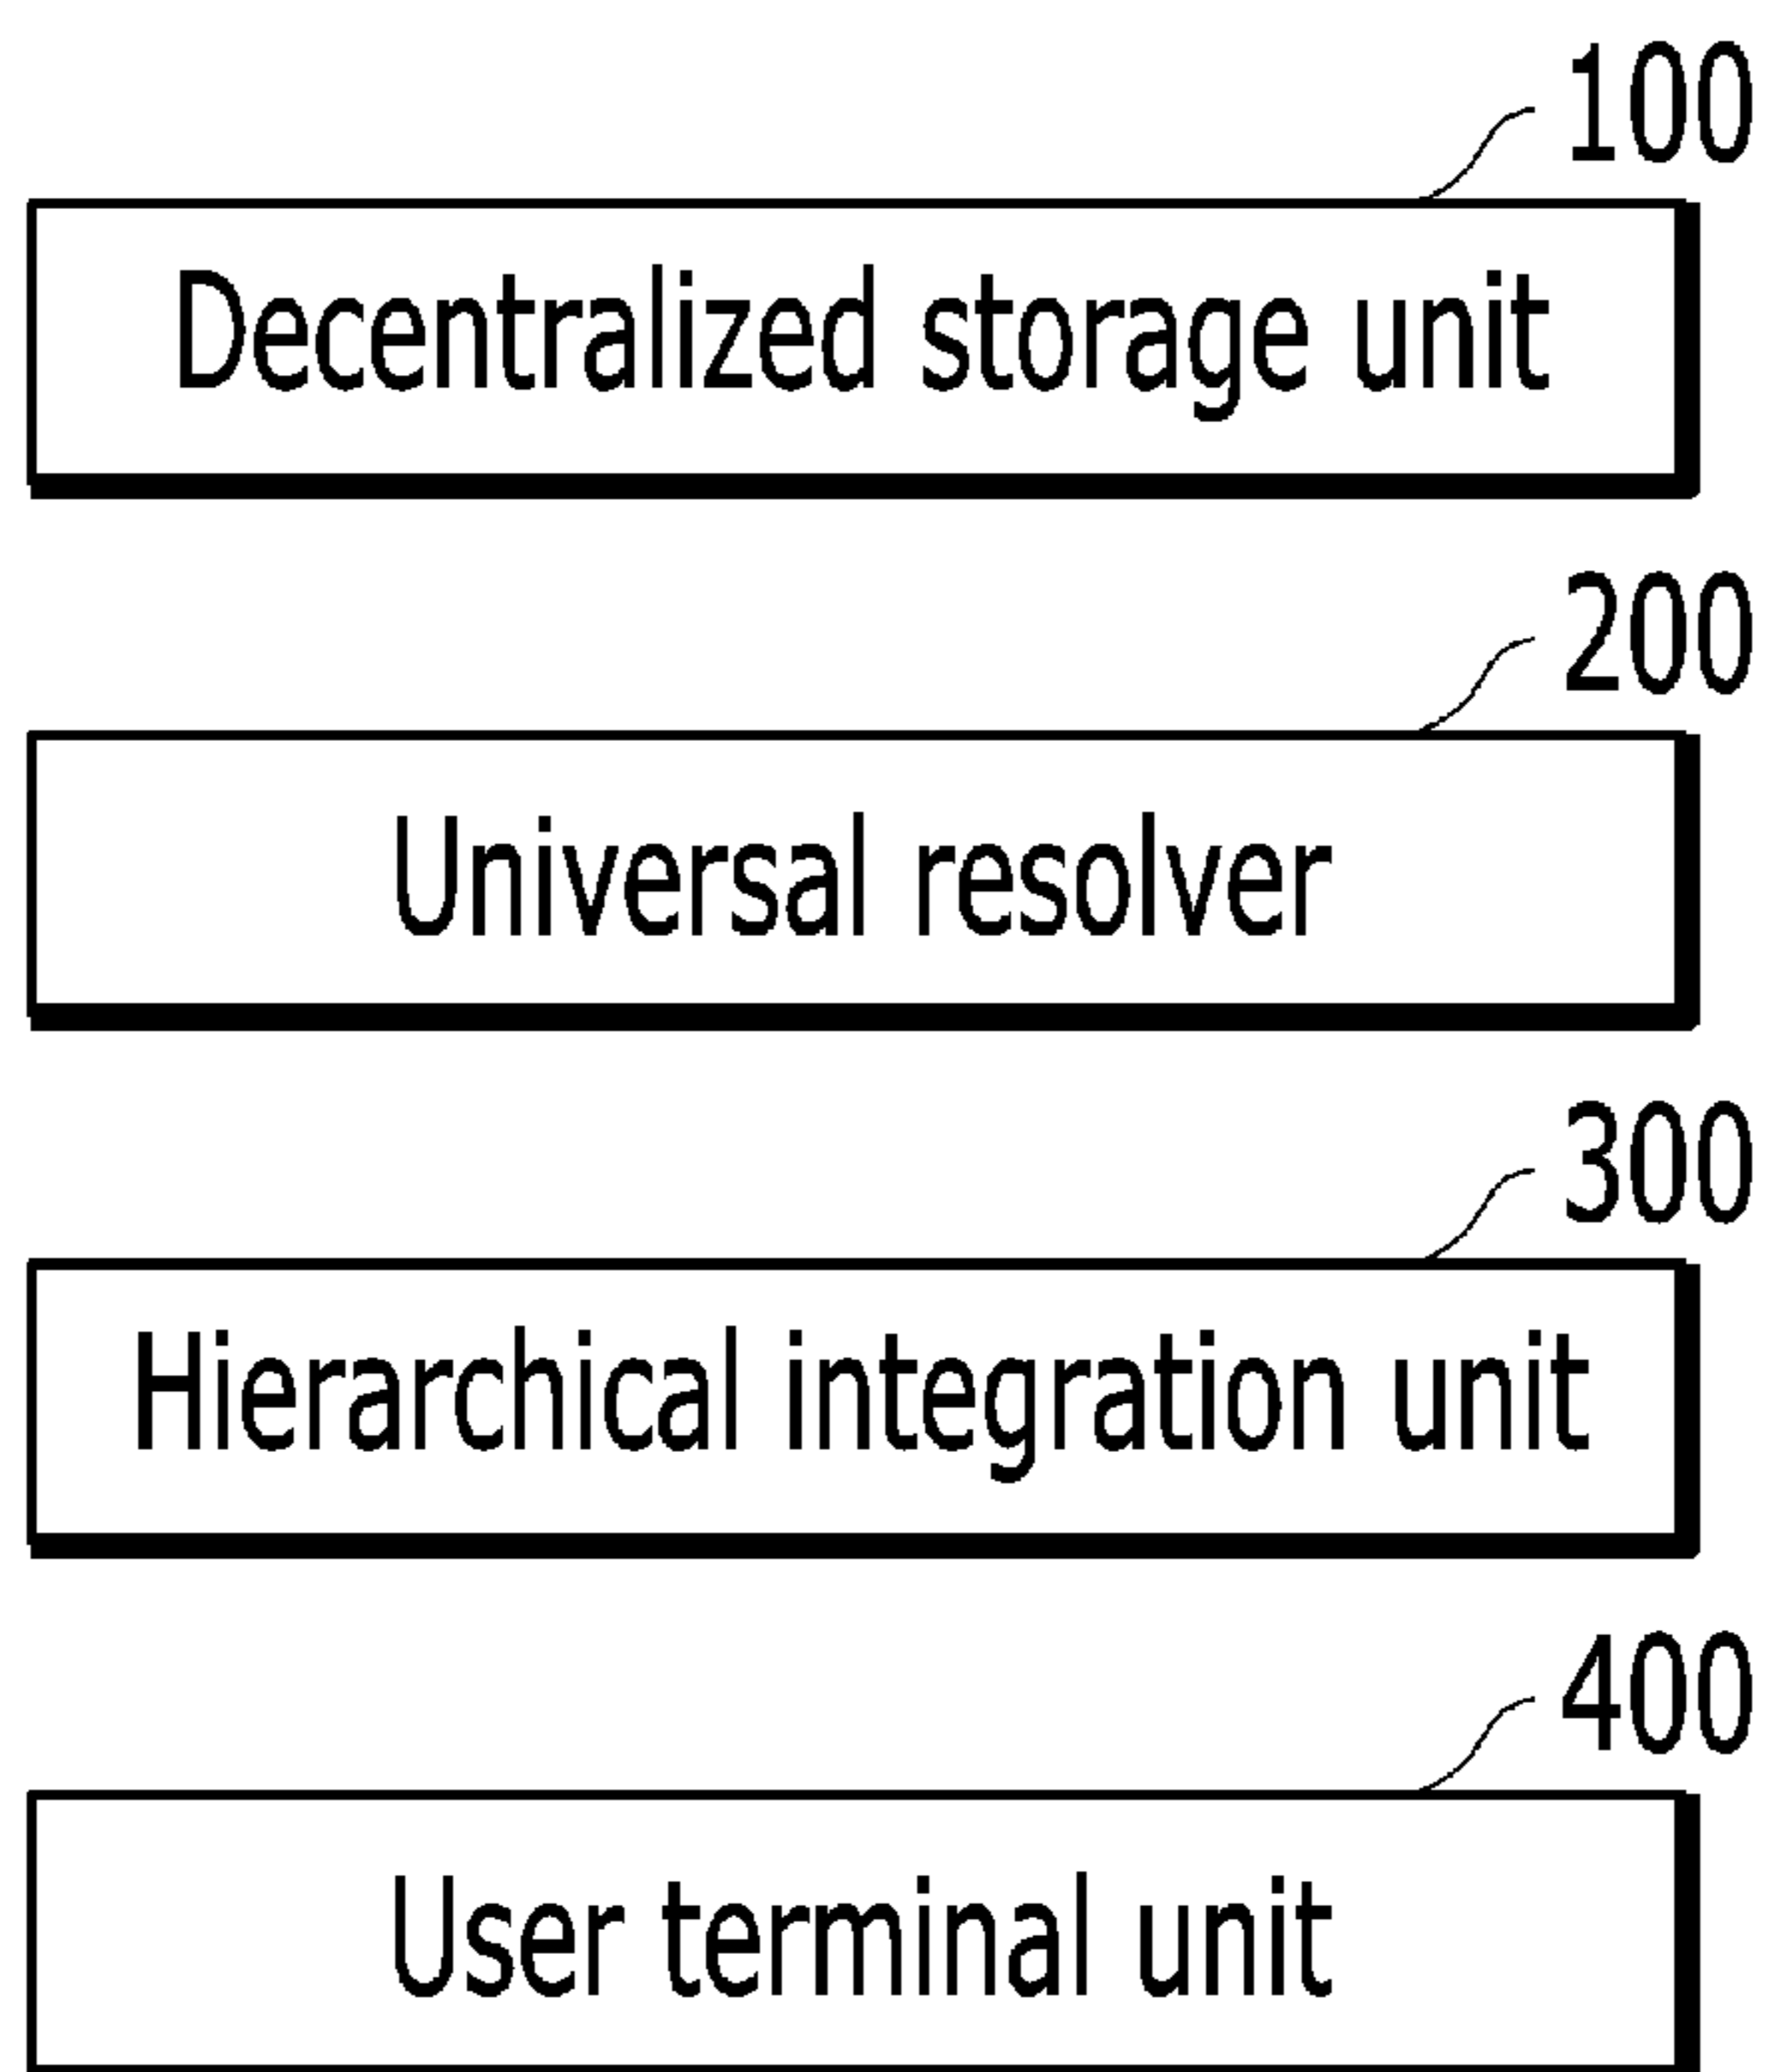 100
Decentralized storage unit
200
Universal resolver
300
Hierarchical integration unit
400
User terminal unit